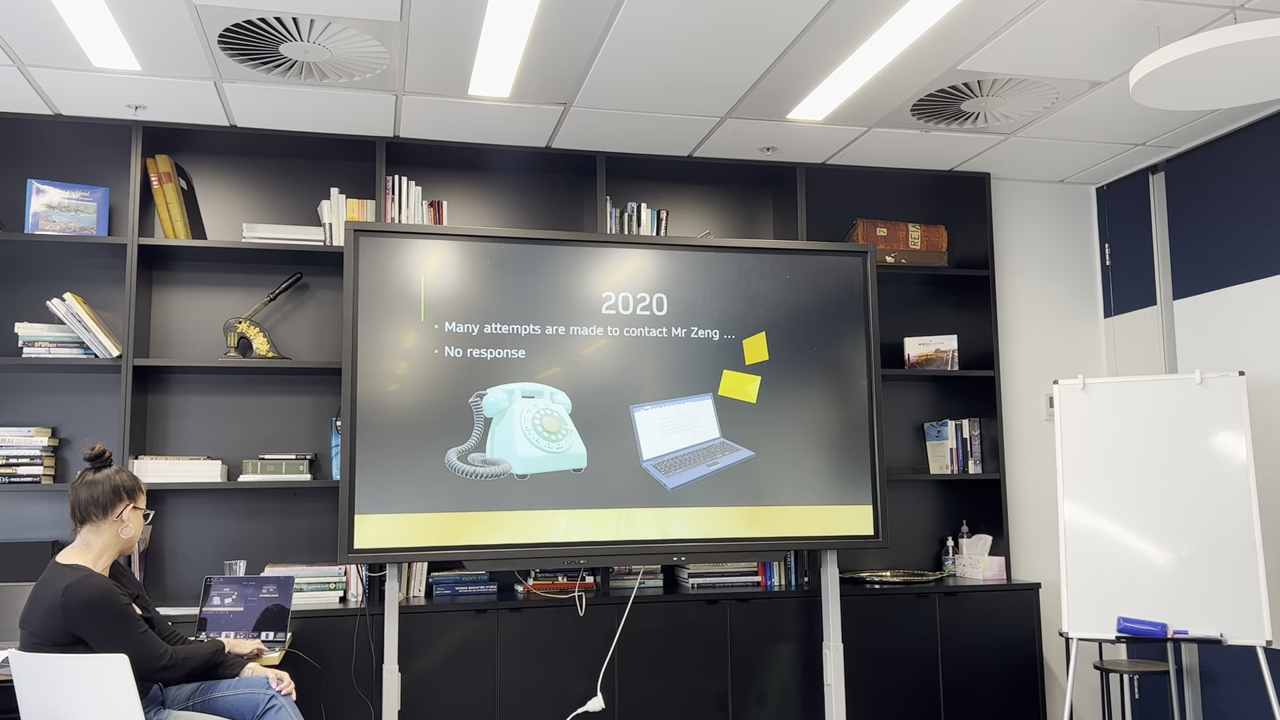 2020
• Many attempts are made to contact Mr Zeng ...
• No response